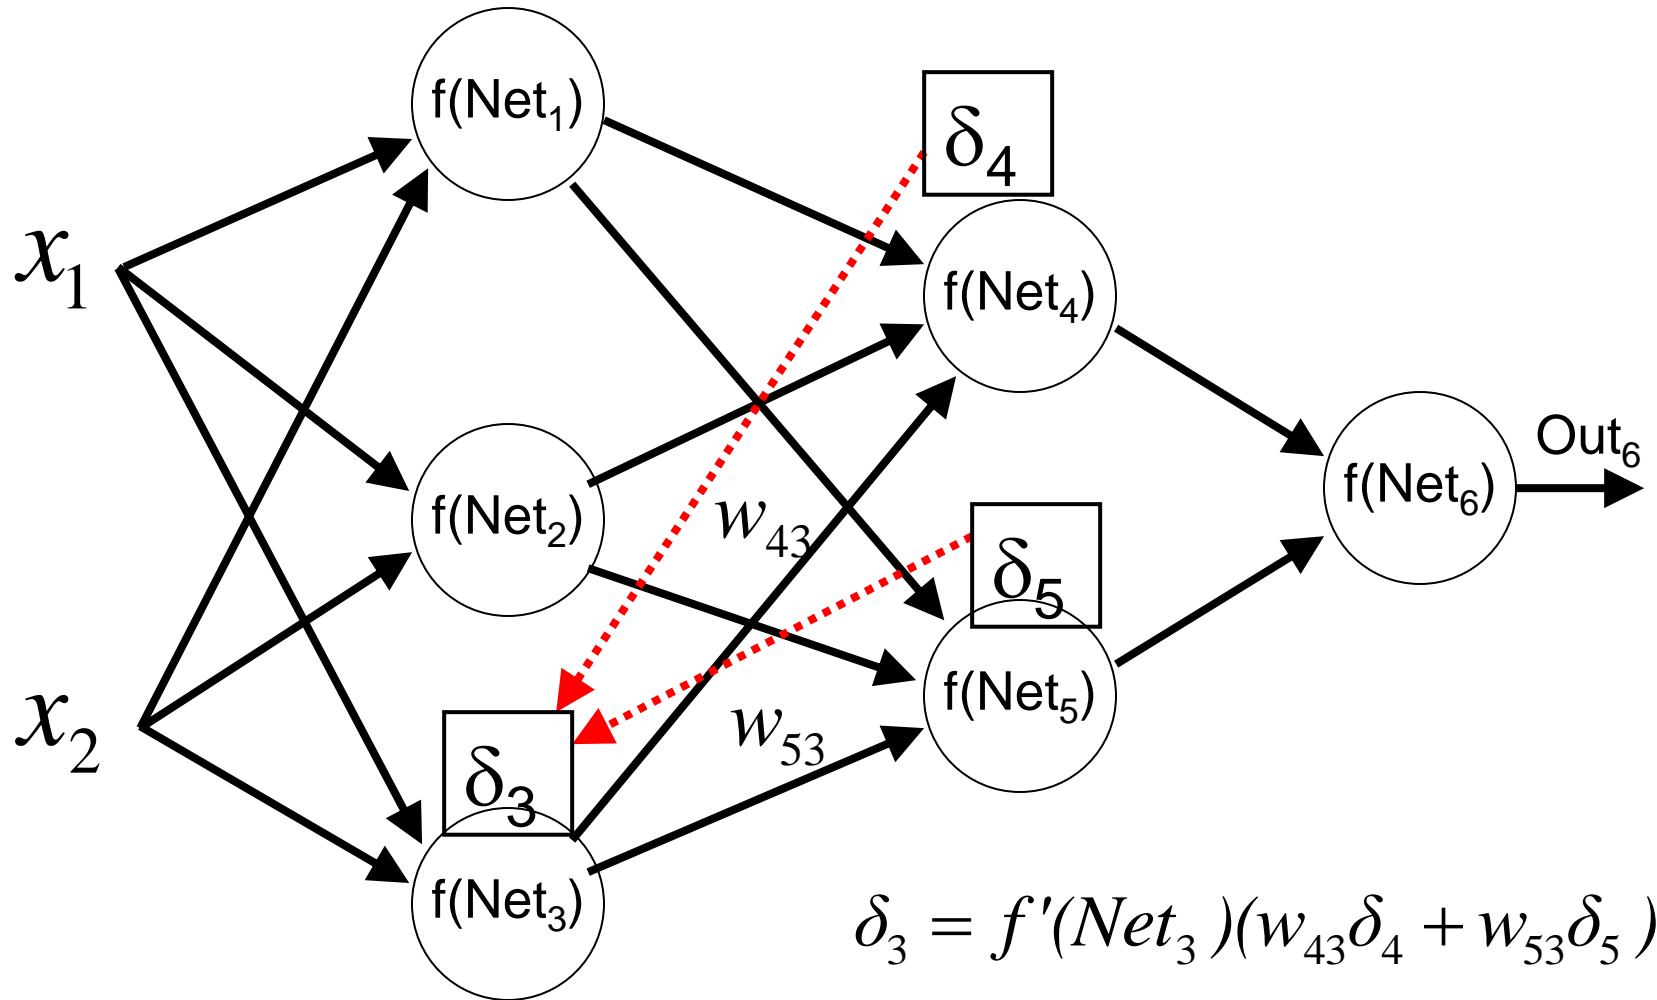 f(Net₁)
δ₄
x₁
f(Net₄)
Out₆
f(Net₆)
f(Net₂)
w₄₃
δ₅
f(Net₅)
x₂
w₅₃
δ₃
f(Net₃)
δ₃ = f'(Net₃)(w₄₃δ₄ + w₅₃δ₅)